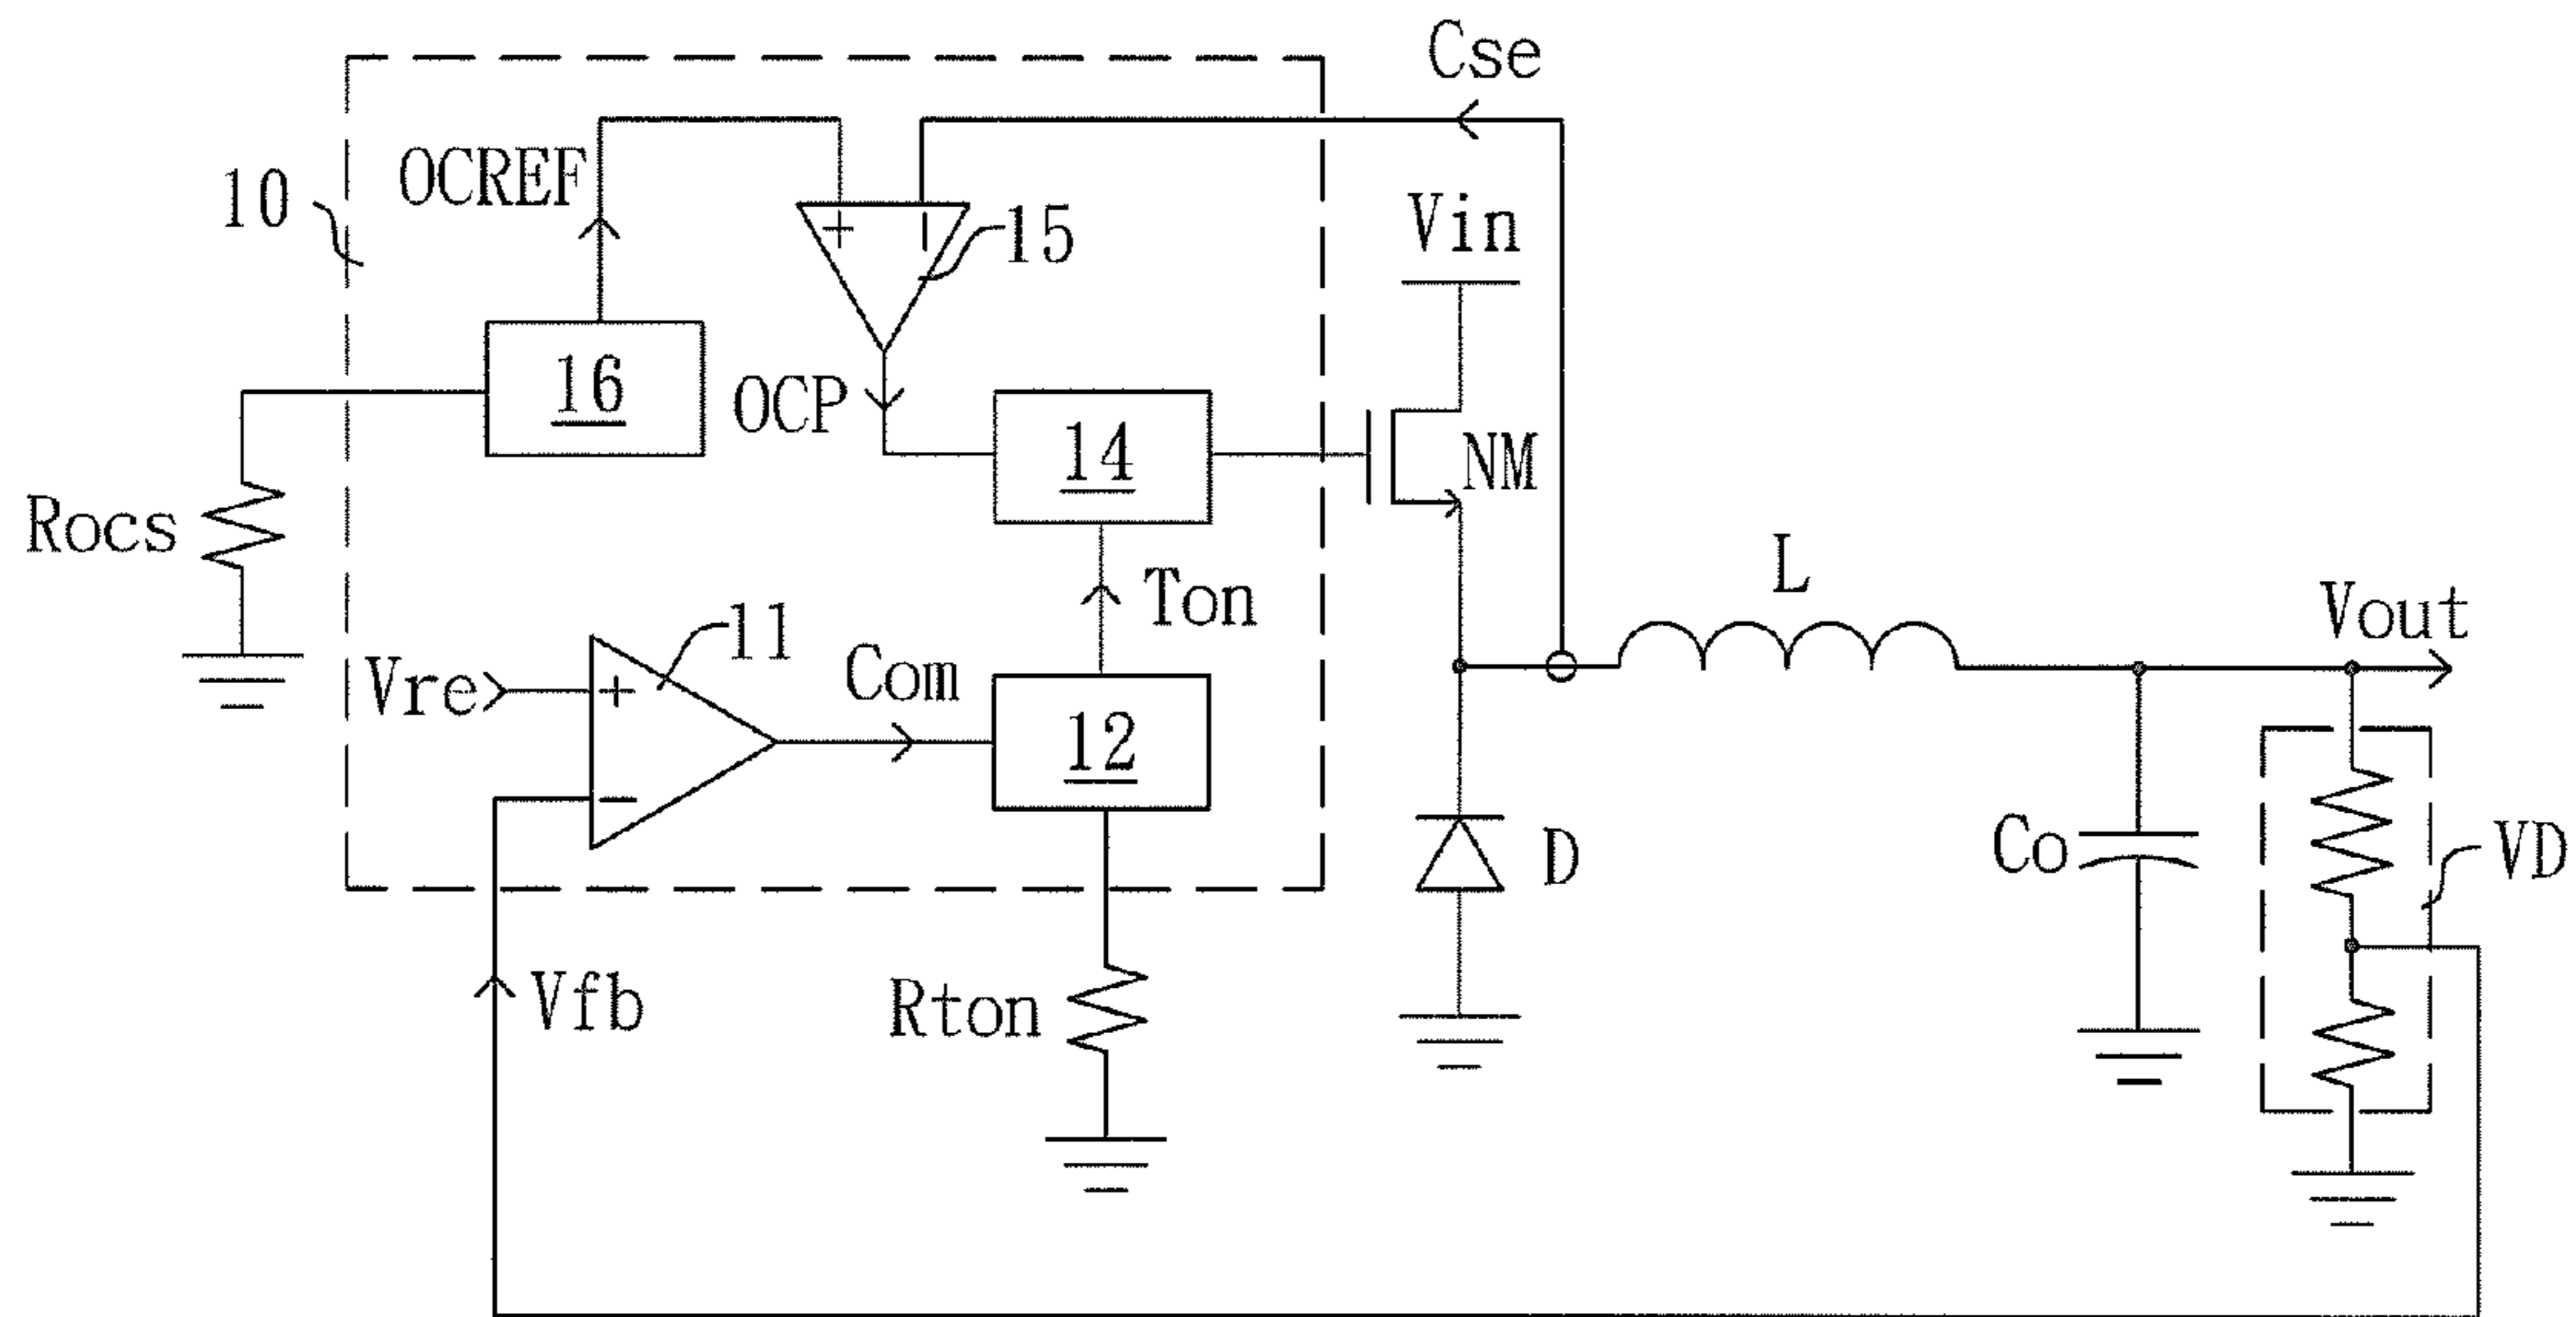 Cse
10
OCREF
15
Vin
16
OCP
14
NM
Rocs
L
Ton
Vout
11
Vre
Com
12
Co
D
VD
Vfb
Rton